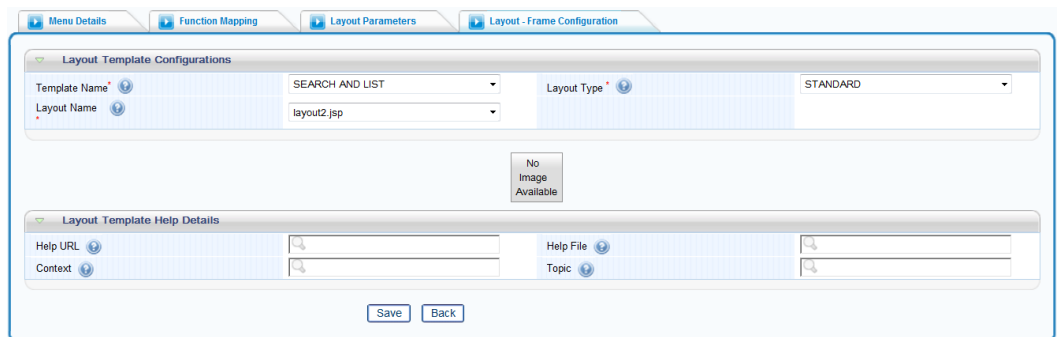 Menu Details Function Mapping Layout Parameters Layout - Frame Configuration
Layout Template Configurations
Template Name* SEARCH AND LIST Layout Type * STANDARD
Layout Name layout2.jsp
*
No
Image
Available
Layout Template Help Details
Help URL Help File
Context Topic
Save Back